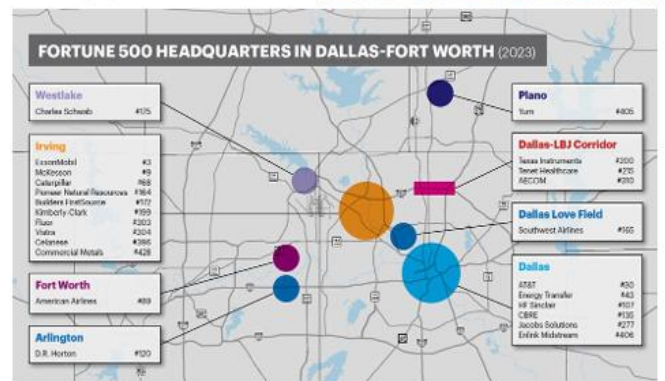 FORTUNE 500 HEADQUARTERS IN DALLAS-FORT WORTH (2023)
Westlake
Charles Schwab #175
Irving
ExxonMobil #3
McKesson #9
Caterpillar #68
Pioneer Natural Resources #164
Builders FirstSource #172
Kimberly-Clark #199
Fluor #303
Vistra #304
Celanese #396
Commercial Metals #428
Fort Worth
American Airlines #89
Arlington
D.R. Horton #120
Plano
Yum #405
Dallas-LBJ Corridor
Texas Instruments #200
Tenet Healthcare #215
AECOM #310
Dallas Love Field
Southwest Airlines #165
Dallas
AT&T #30
Energy Transfer #43
HF Sinclair #107
CBRE #135
Jacobs Solutions #277
Enlink Midstream #406